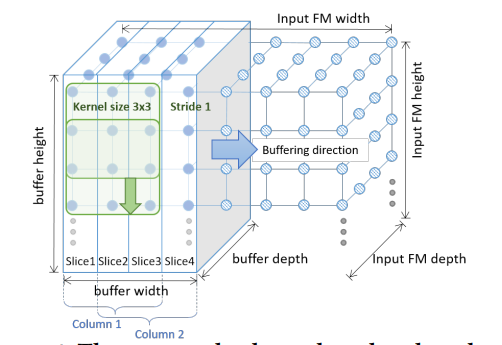 Input FM width
Kernel size 3x3
Stride 1
Buffering direction
buffer height
Input FM height
Slice1 Slice2 Slice3 Slice4
buffer depth
Input FM depth
buffer width
Column 1
Column 2